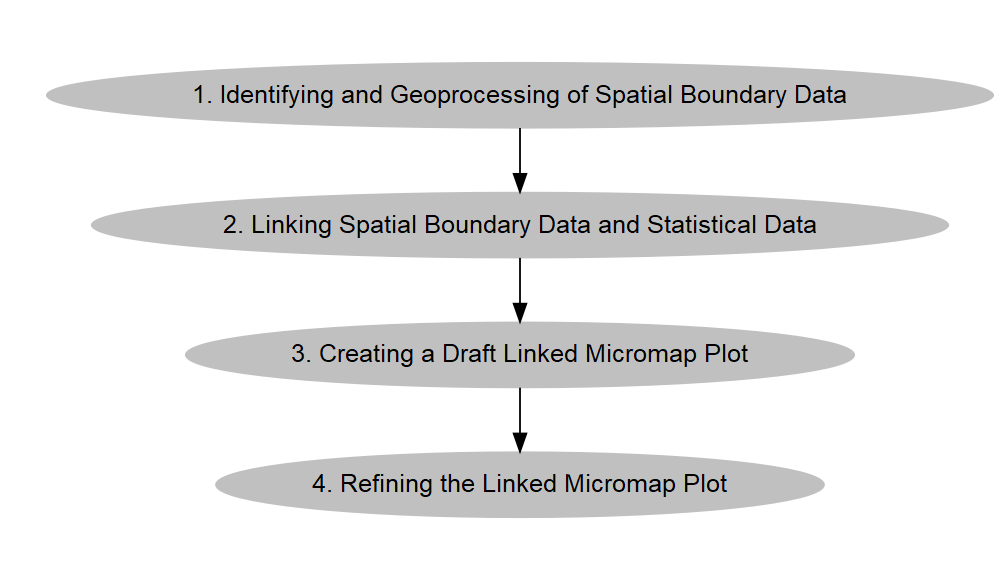 1. Identifying and Geoprocessing of Spatial Boundary Data
2. Linking Spatial Boundary Data and Statistical Data
3. Creating a Draft Linked Micromap Plot
4. Refining the Linked Micromap Plot